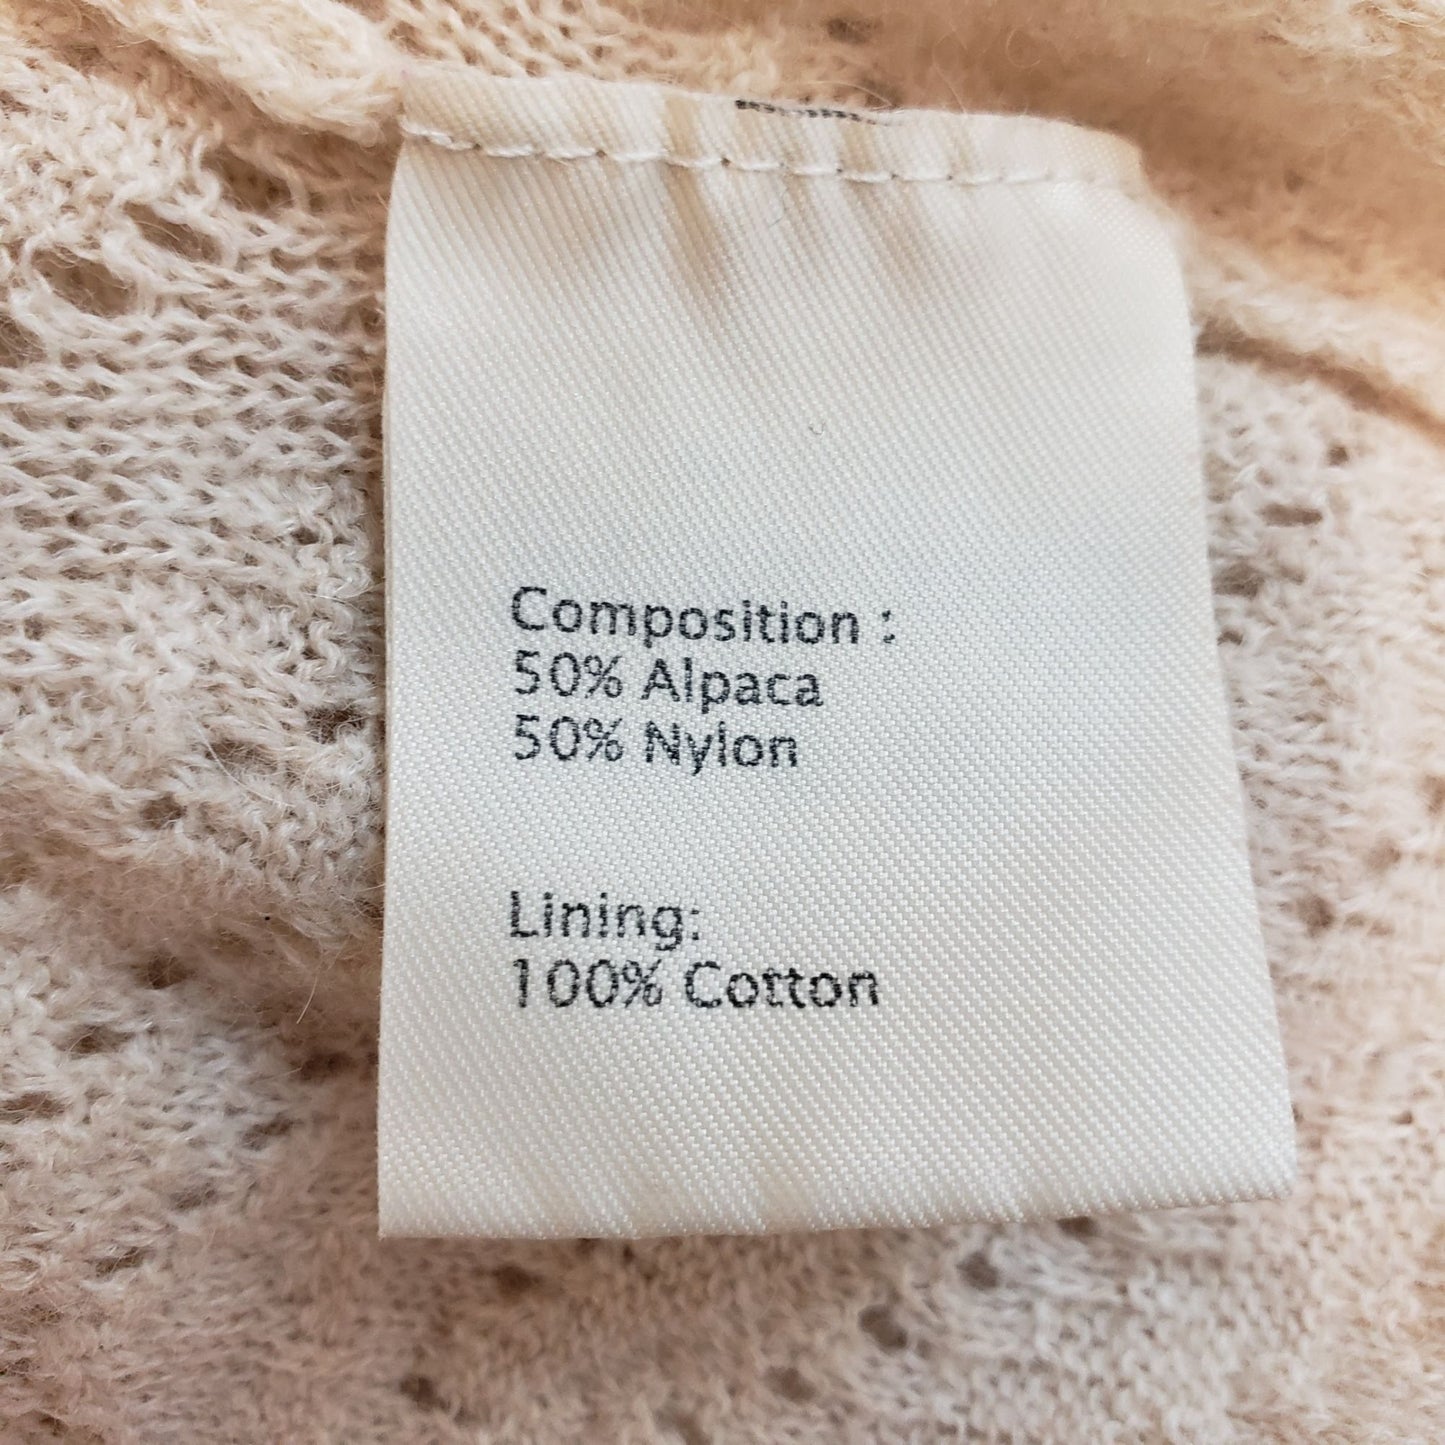 Composition :
50% Alpaca
50% Nylon
Lining:
100% Cotton